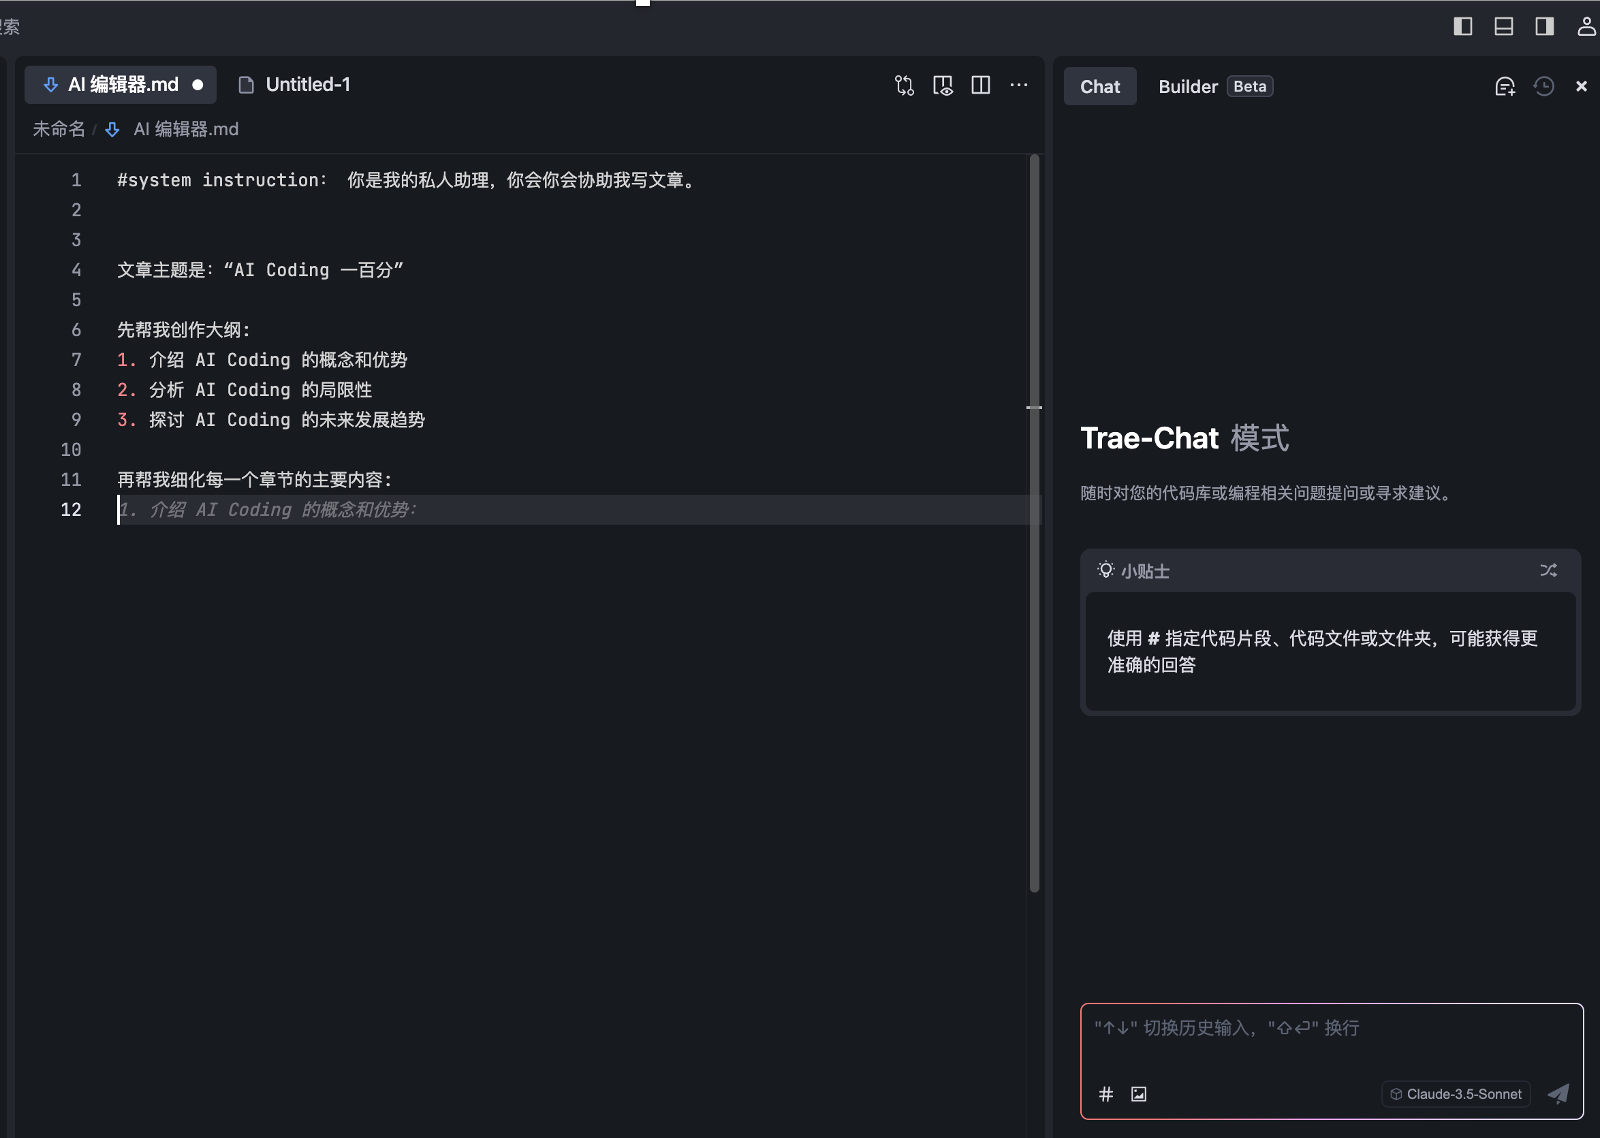 索
AI 编辑器.md
Untitled-1
未命名 / AI 编辑器.md
1 #system instruction： 你是我的私人助理，你会你会协助我写文章。
2
3
4 文章主题是：“AI Coding 一百分”
5
6 先帮我创作大纲：
7 1. 介绍 AI Coding 的概念和优势
8 2. 分析 AI Coding 的局限性
9 3. 探讨 AI Coding 的未来发展趋势
10
11 再帮我细化每一个章节的主要内容：
12 1. 介绍 AI Coding 的概念和优势：
Chat
Builder Beta
Trae-Chat 模式
随时对您的代码库或编程相关问题提问或寻求建议。
小贴士
使用 # 指定代码片段、代码文件或文件夹，可能获得更
准确的回答
"↑↓" 切换历史输入，"⇧⏎" 换行
Claude-3.5-Sonnet